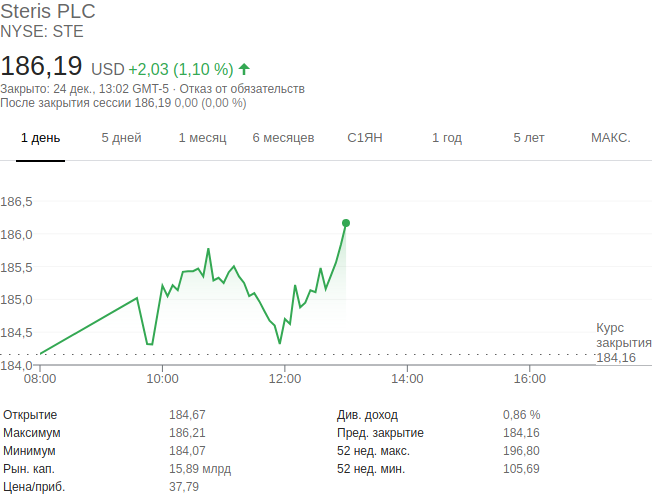 Steris PLC
NYSE: STE
186,19 USD +2,03 (1,10 %)
Закрыто: 24 дек., 13:02 GMT-5 · Отказ от обязательств
После закрытия сессии 186,19 0,00 (0,00 %)
1 день 5 дней 1 месяц 6 месяцев С1ЯН 1 год 5 лет МАКС.
186,5
186,0
185,5
185,0
184,5
184,0
Курс
закрытия
184,16
08:00 10:00 12:00 14:00 16:00
Открытие 184,67 Див. доход 0,86 %
Максимум 186,21 Пред. закрытие 184,16
Минимум 184,07 52 нед. макс. 196,80
Рын. кап. 15,89 млрд 52 нед. мин. 105,69
Цена/приб. 37,79